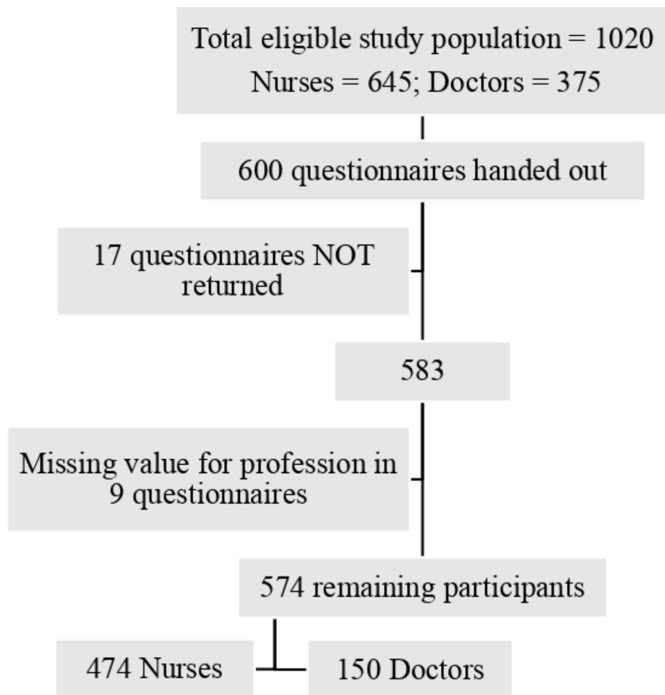 Total eligible study population = 1020
Nurses = 645; Doctors = 375
600 questionnaires handed out
17 questionnaires NOT
returned
583
Missing value for profession in
9 questionnaires
574 remaining participants
474 Nurses
150 Doctors